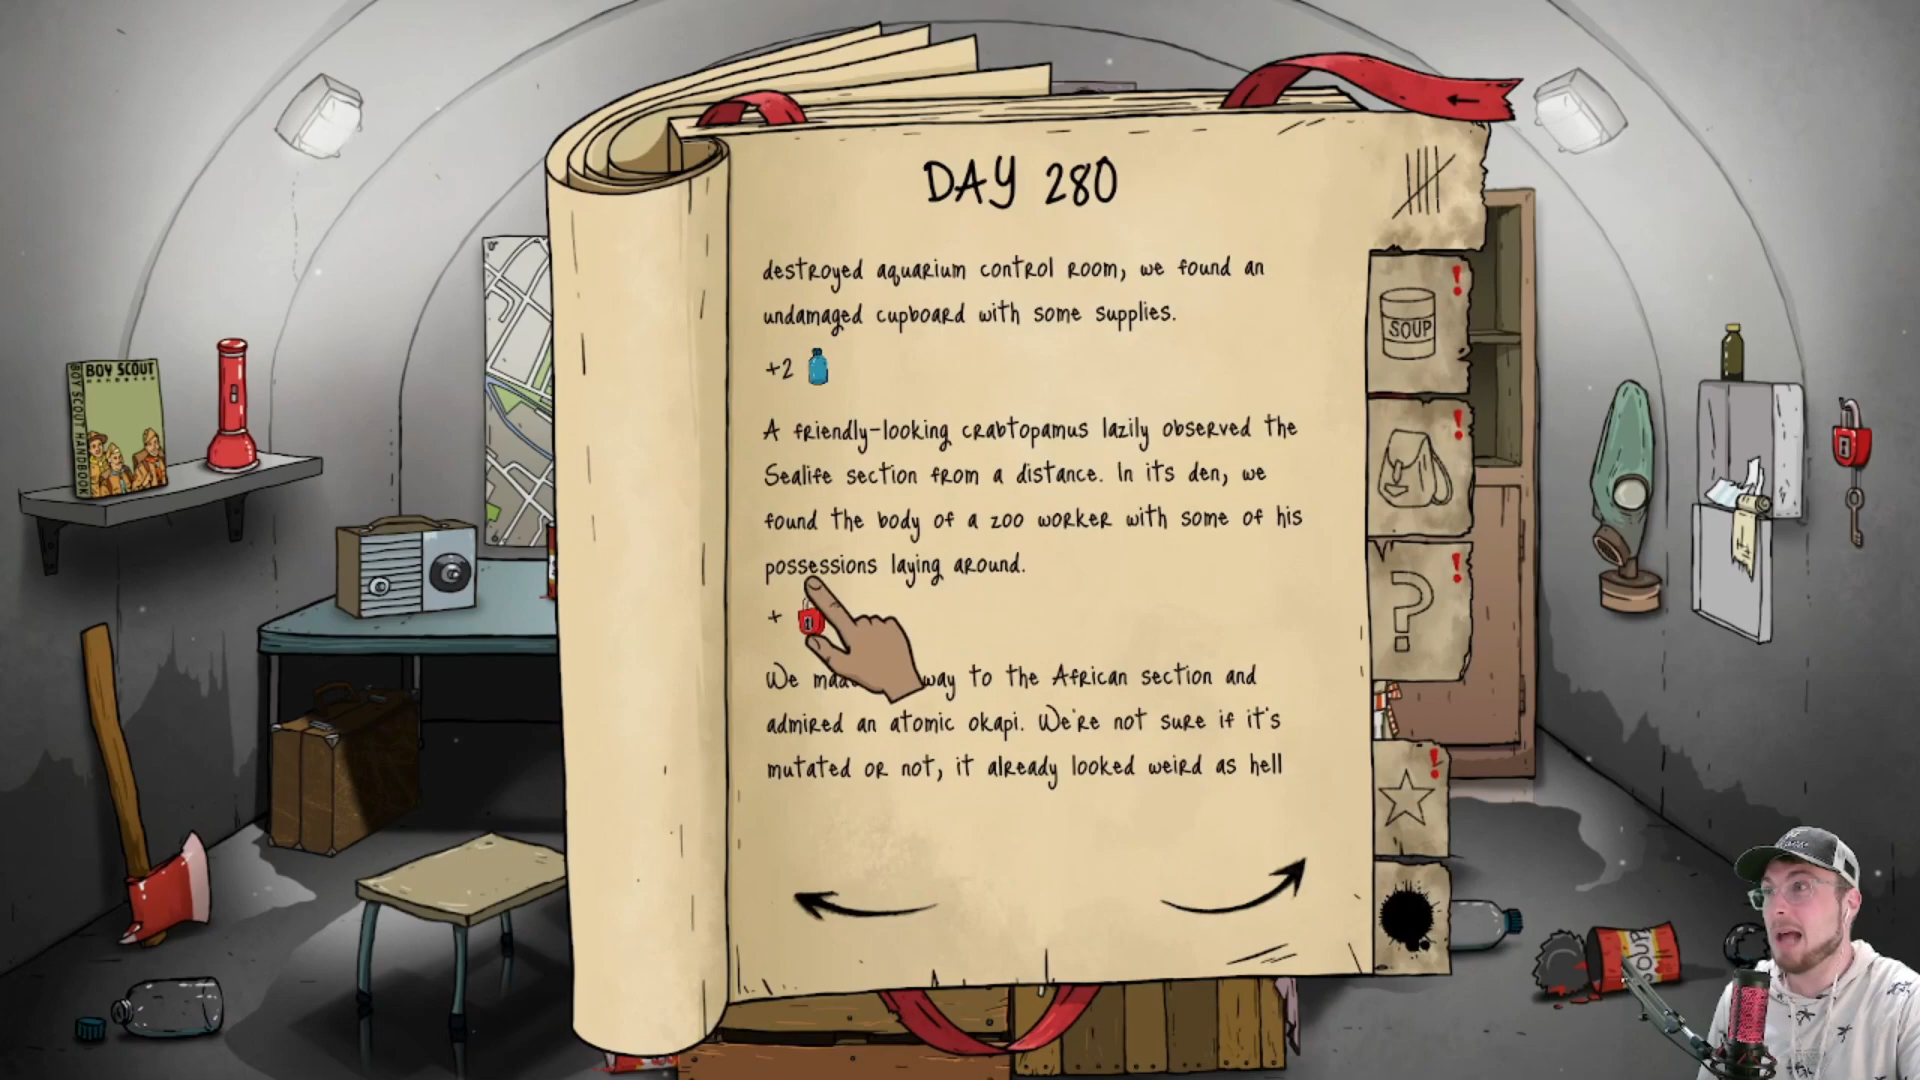 DAY 280
destroyed aquarium control room, we found an
undamaged cupboard with some supplies.
+2
A friendly-looking crabtopamus lazily observed the
Sealife section from a distance. In its den, we
found the body of a zoo worker with some of his
possessions laying around.
+
We way to the African section and
admired an atomic okapi. We're not sure if it's
mutated or not, it already looked weird as hell
SOUP
!
!
?
!
!
BOY SCOUT
BOY SCOUT HANDBOOK
SOUP